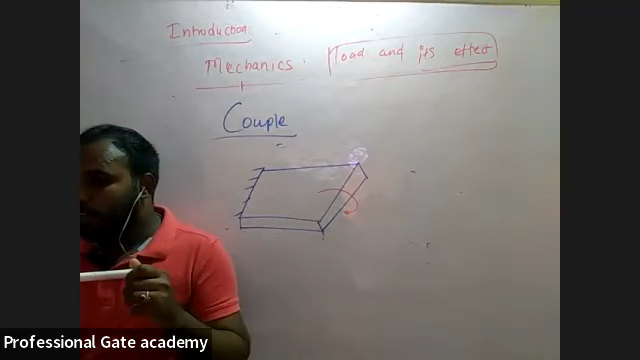 Introduction
Mechanics : load and its effect
Couple
Professional Gate academy